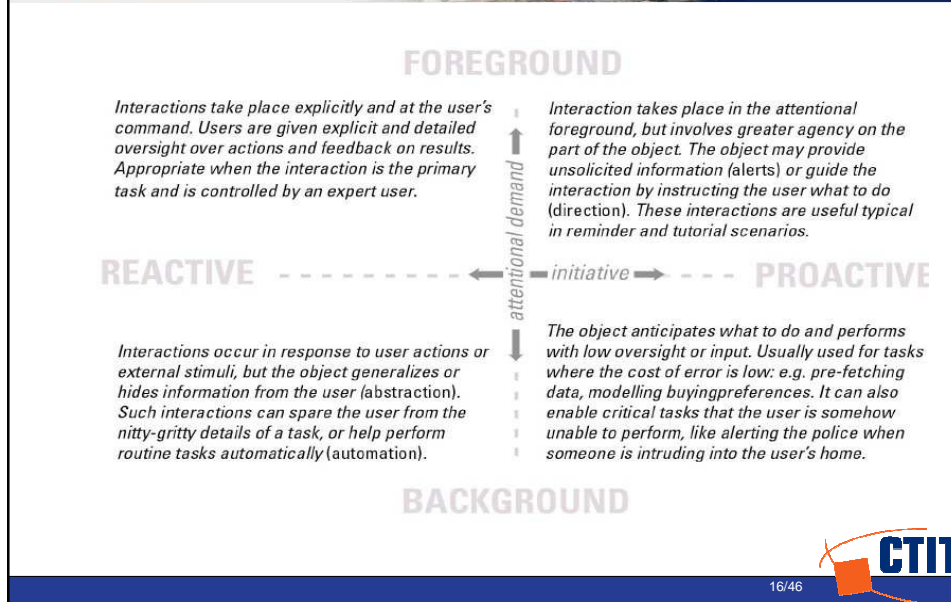 FOREGROUND
Interactions take place explicitly and at the user's
command. Users are given explicit and detailed
oversight over actions and feedback on results.
Appropriate when the interaction is the primary
task and is controlled by an expert user.
Interaction takes place in the attentional
foreground, but involves greater agency on the
part of the object. The object may provide
unsolicited information (alerts) or guide the
interaction by instructing the user what to do
(direction). These interactions are useful typical
in reminder and tutorial scenarios.
attentional demand
REACTIVE
initiative
PROACTIVE
Interactions occur in response to user actions or
external stimuli, but the object generalizes or
hides information from the user (abstraction).
Such interactions can spare the user from the
nitty-gritty details of a task, or help perform
routine tasks automatically (automation).
The object anticipates what to do and performs
with low oversight or input. Usually used for tasks
where the cost of error is low: e.g. pre-fetching
data, modelling buyingpreferences. It can also
enable critical tasks that the user is somehow
unable to perform, like alerting the police when
someone is intruding into the user's home.
BACKGROUND
CTIT
16/46